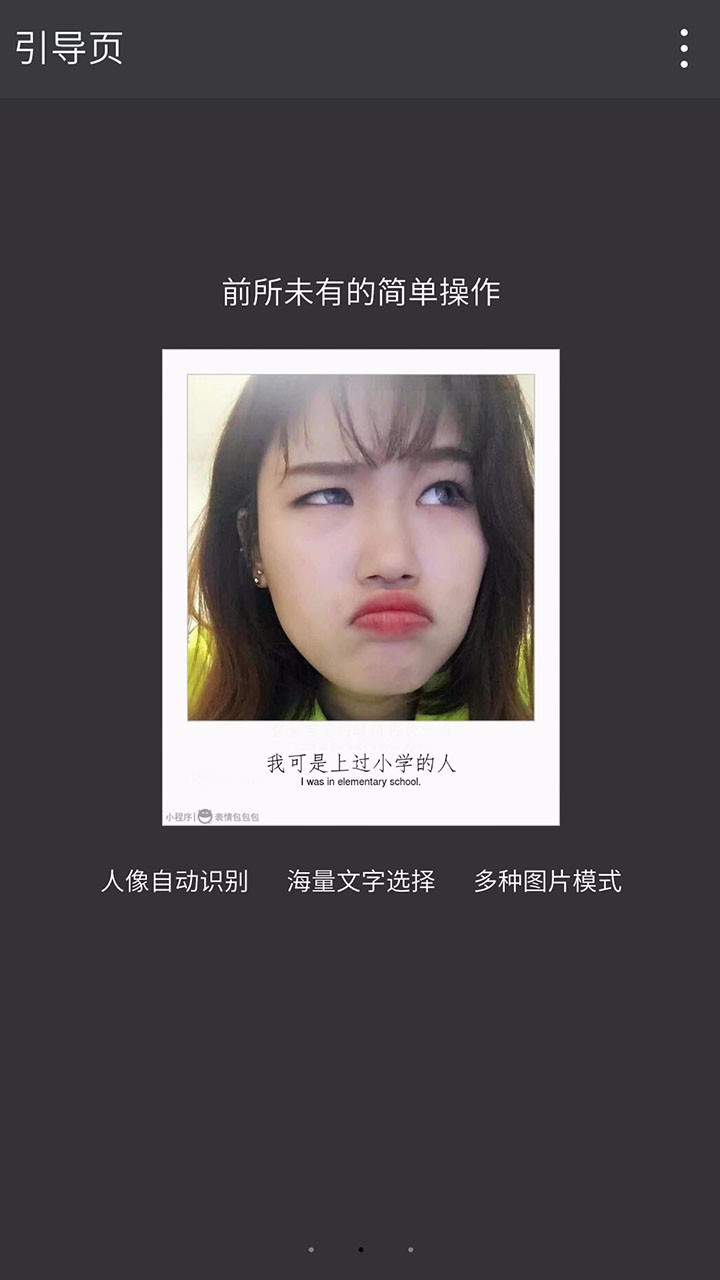 引导页
前所未有的简单操作
我可是上过小学的人
I was in elementary school.
小程序 | 表情包包包
人像自动识别 海量文字选择 多种图片模式